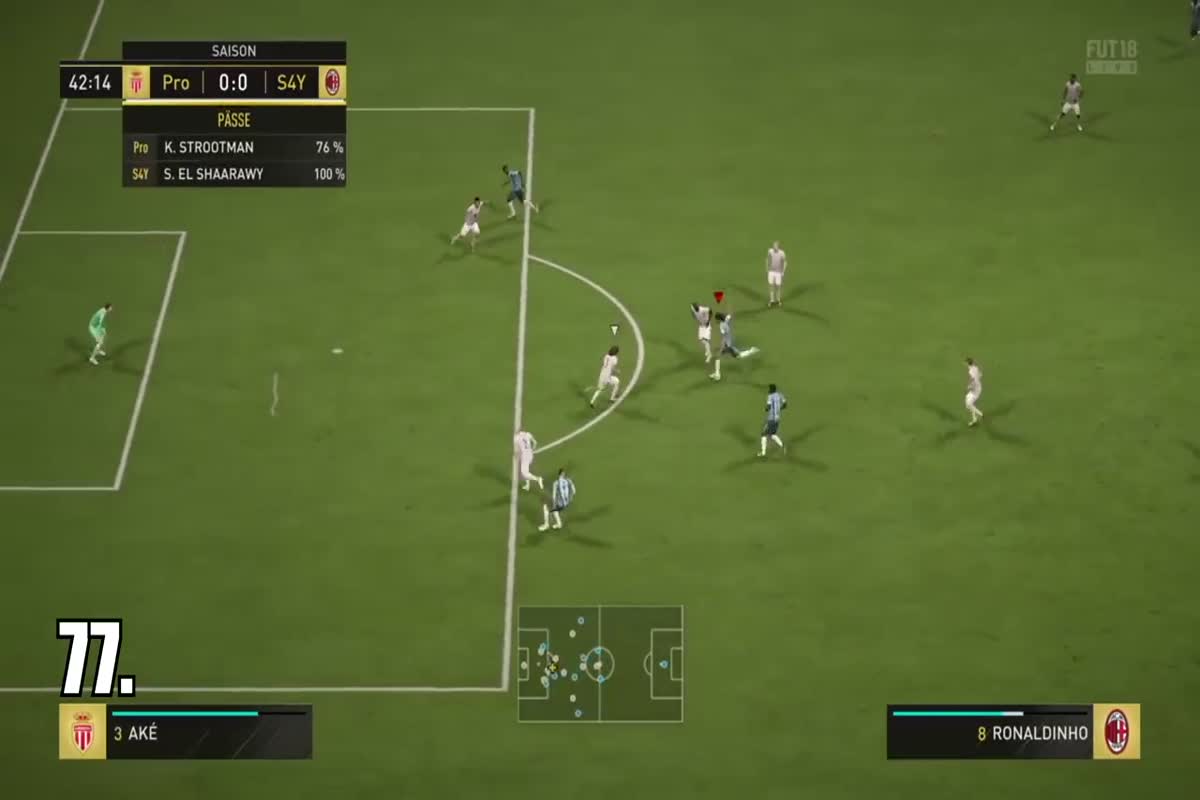 SAISON
FUT18
LIVE
42:14 Pro 0:0 S4Y
PÄSSE
Pro K. STROOTMAN 76 %
S4Y S. EL SHAARAWY 100 %
77.
3 AKÉ
8 RONALDINHO